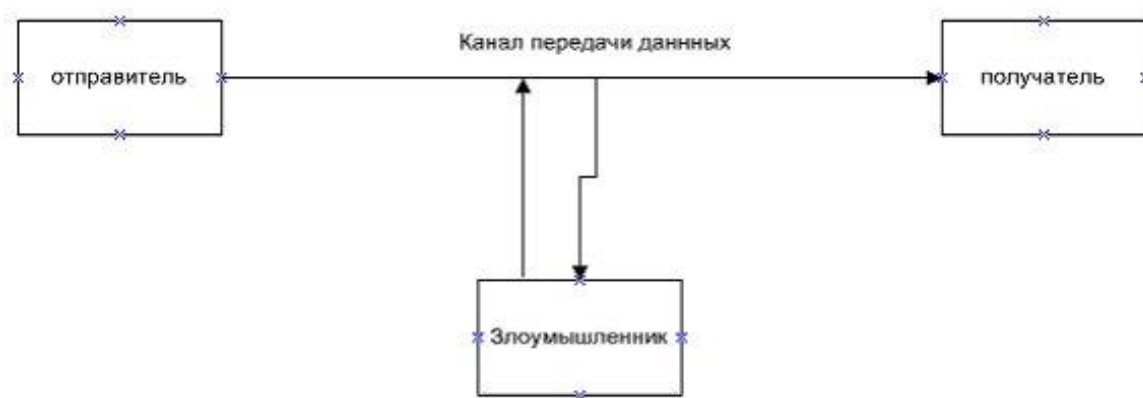 Канал передачи даннных
отправитель
получатель
Злоумышленник